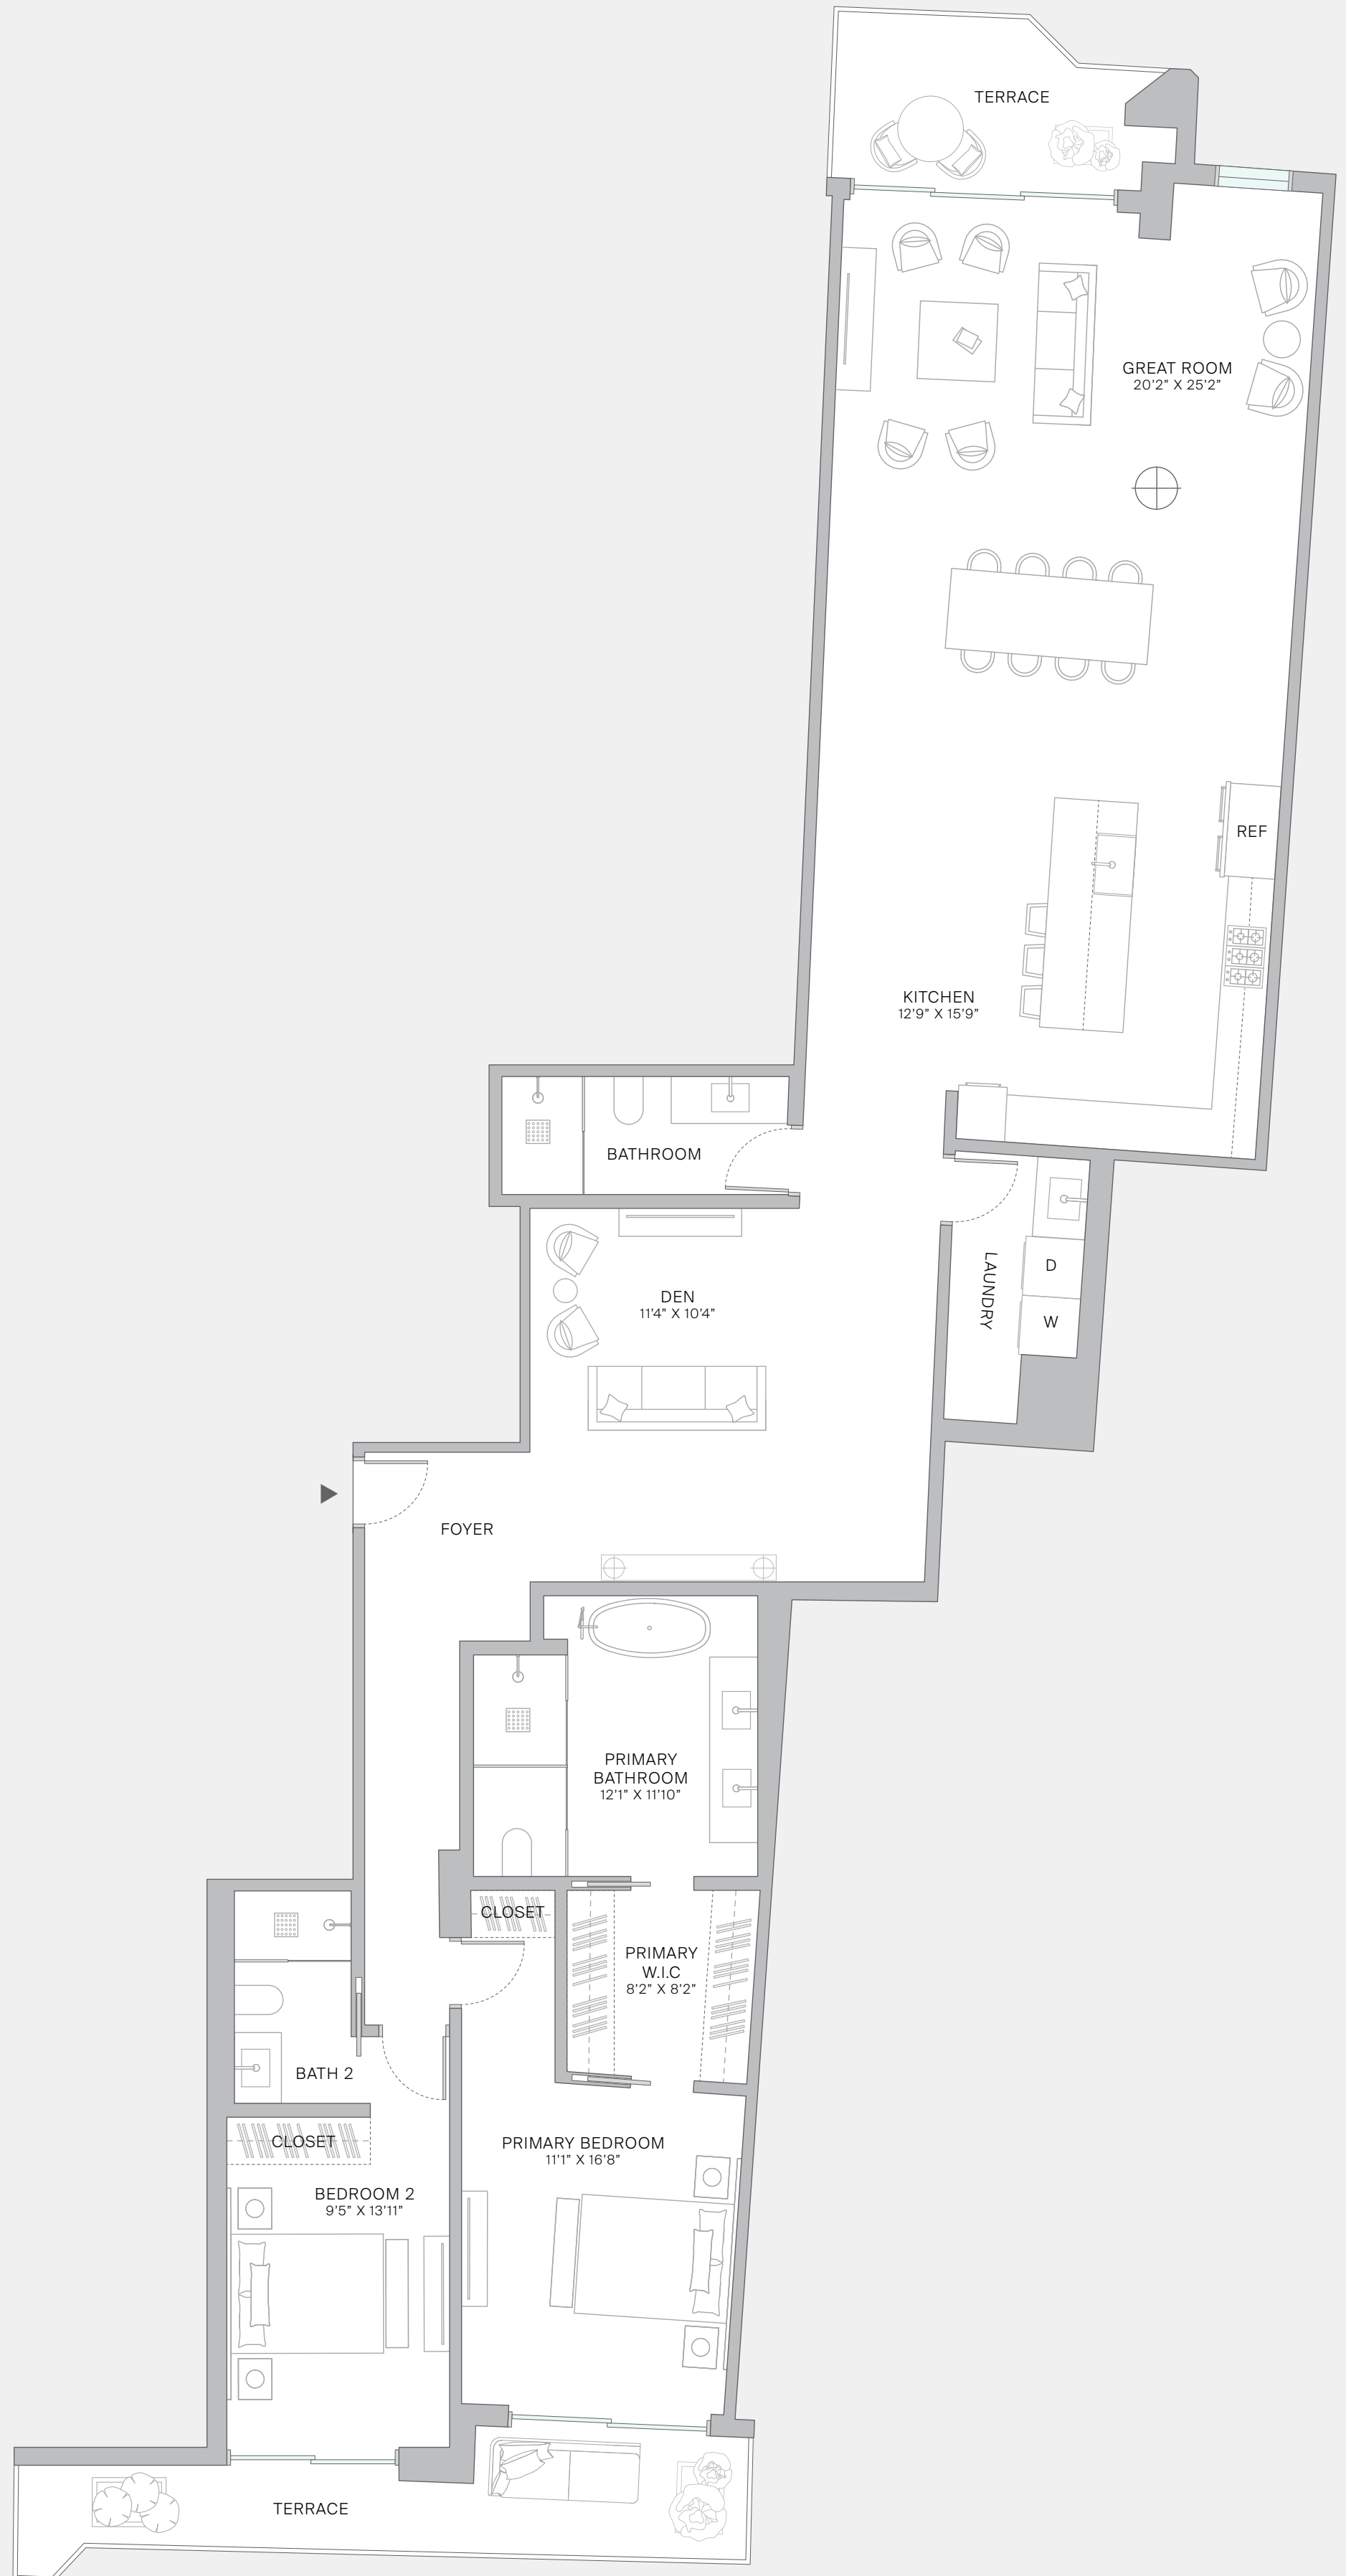 TERRACE
GREAT ROOM
20’2” X 25’2”
REF
KITCHEN
12’9” X 15’9”
BATHROOM
LAUNDRY
D
W
DEN
11’4” X 10’4”
FOYER
PRIMARY
BATHROOM
12’1” X 11’10”
CLOSET
PRIMARY
W.I.C
8’2” X 8’2”
BATH 2
CLOSET
PRIMARY BEDROOM
11’1” X 16’8”
BEDROOM 2
9’5” X 13’11”
TERRACE